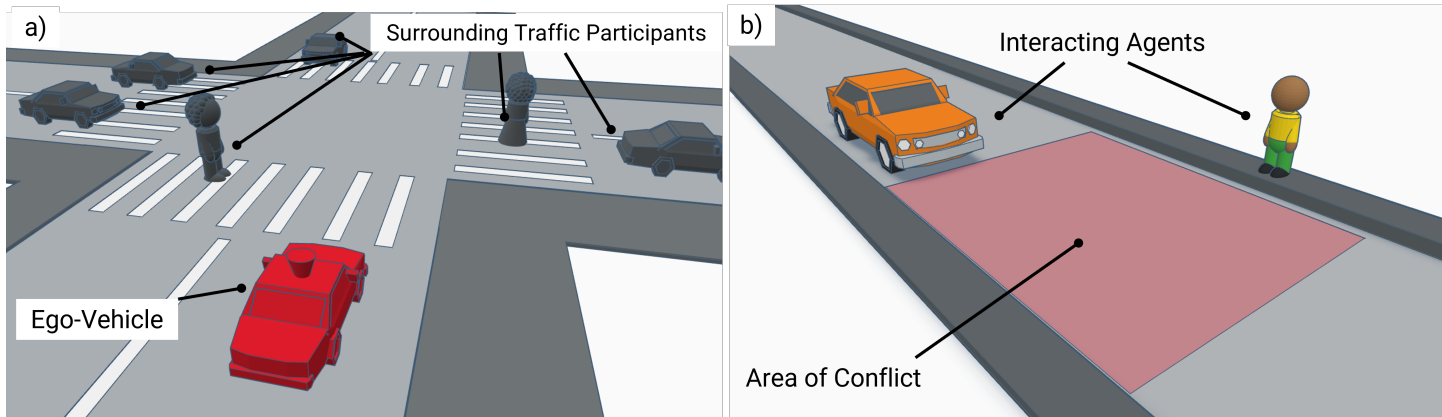 a)
Surrounding Traffic Participants
Ego-Vehicle
b)
Interacting Agents
Area of Conflict